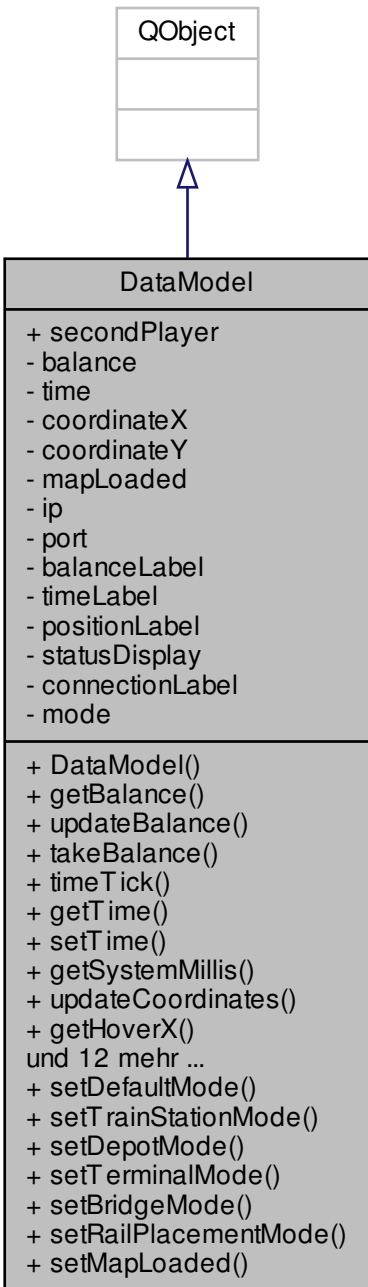 QObject
DataModel
+ secondPlayer
- balance
- time
- coordinateX
- coordinateY
- mapLoaded
- ip
- port
- balanceLabel
- timeLabel
- positionLabel
- statusDisplay
- connectionLabel
- mode
+ DataModel()
+ getBalance()
+ updateBalance()
+ takeBalance()
+ timeTick()
+ getTime()
+ setTime()
+ getSystemMillis()
+ updateCoordinates()
+ getHoverX()
und 12 mehr ...
+ setDefaultMode()
+ setTrainStationMode()
+ setDepotMode()
+ setTerminalMode()
+ setBridgeMode()
+ setRailPlacementMode()
+ setMapLoaded()